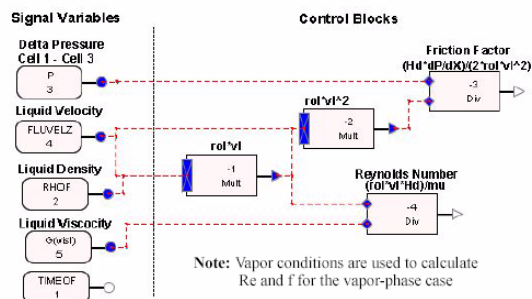 Signal Variables
Control Blocks
Delta Pressure
Cell 1 - Cell 3
P
3
Liquid Velocity
FLUVELZ
4
Liquid Density
RHOF
2
Liquid Viscocity
G(visl)
5
TIMEOF
1
rol*vl
-1
Mult
rol*vl^2
-2
Mult
Friction Factor
(Hd*dP/dX)/(2*rol*vl^2)
-3
Div
Reynolds Number
(rol*vl*Hd)/mu
-4
Div
Note: Vapor conditions are used to calculate
Re and f for the vapor-phase case